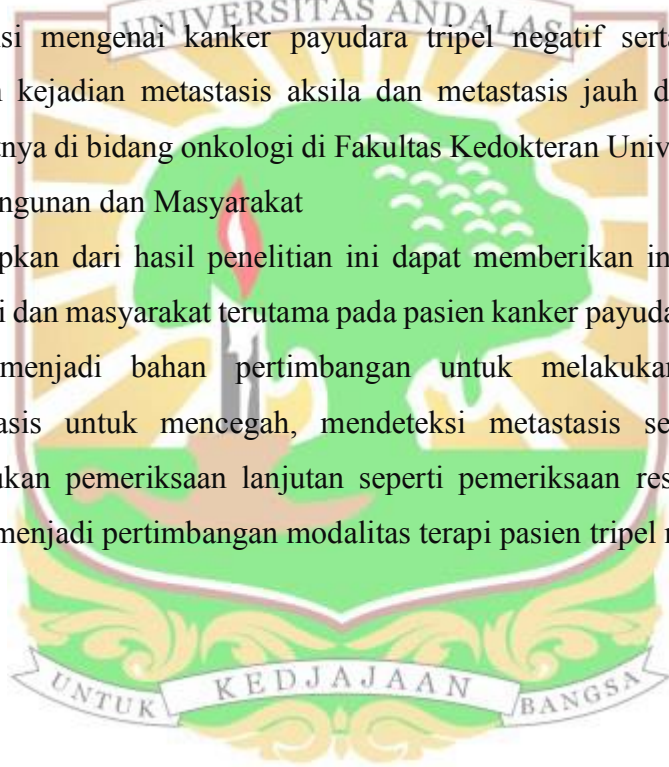 UNIVERSITAS ANDALAS
si mengenai kanker payudara tripel negatif serta
kejadian metastasis aksila dan metastasis jauh d
nya di bidang onkologi di Fakultas Kedokteran Univ
ngunan dan Masyarakat
pkan dari hasil penelitian ini dapat memberikan in
i dan masyarakat terutama pada pasien kanker payuda
menjadi bahan pertimbangan untuk melakukan
asis untuk mencegah, mendeteksi metastasis se
ukan pemeriksaan lanjutan seperti pemeriksaan res
menjadi pertimbangan modalitas terapi pasien tripel
UNTUK KEDJAJAAN BANGSA